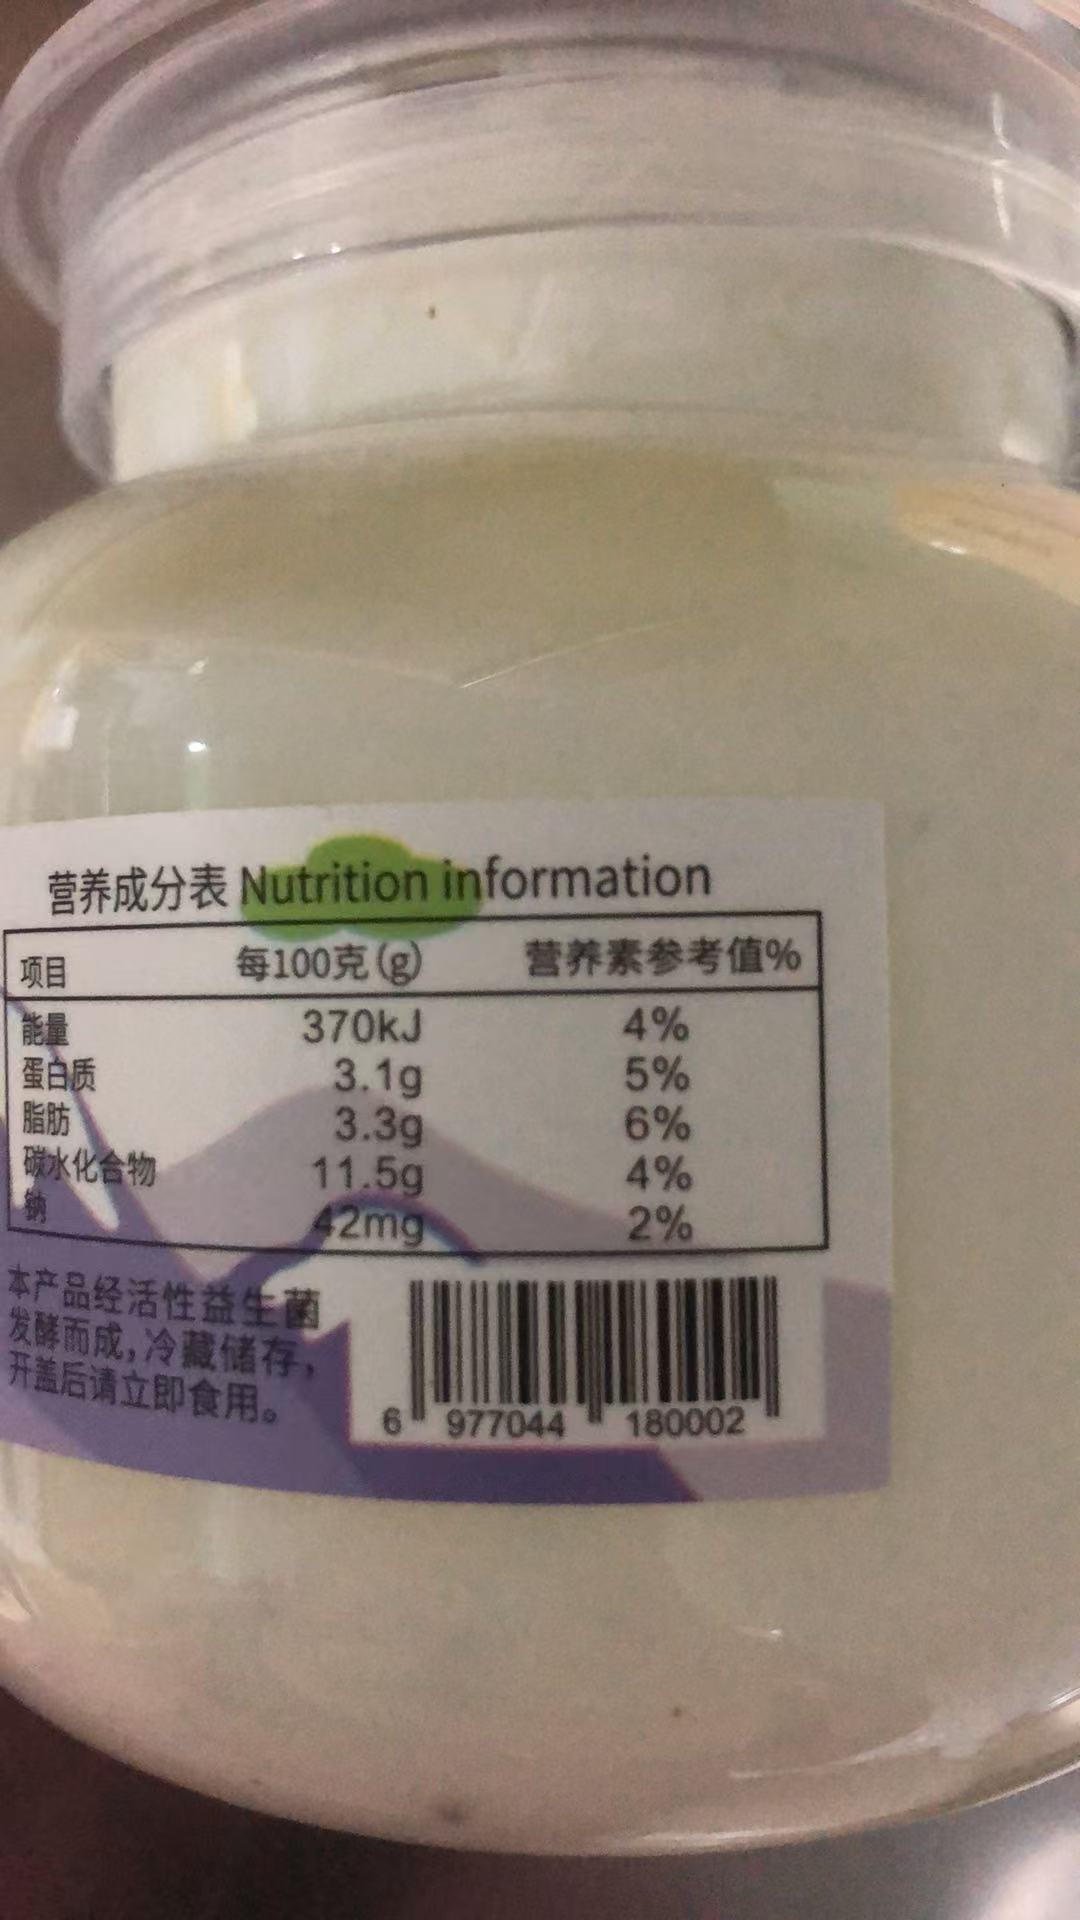 营养成分表 Nutrition information
项目 每100克(g) 营养素参考值%
能量 370kJ 4%
蛋白质 3.1g 5%
脂肪 3.3g 6%
碳水化合物 11.5g 4%
钠 42mg 2%
本产品经活性益生菌
发酵而成,冷藏储存,
开盖后请立即食用。
6 977044 180002